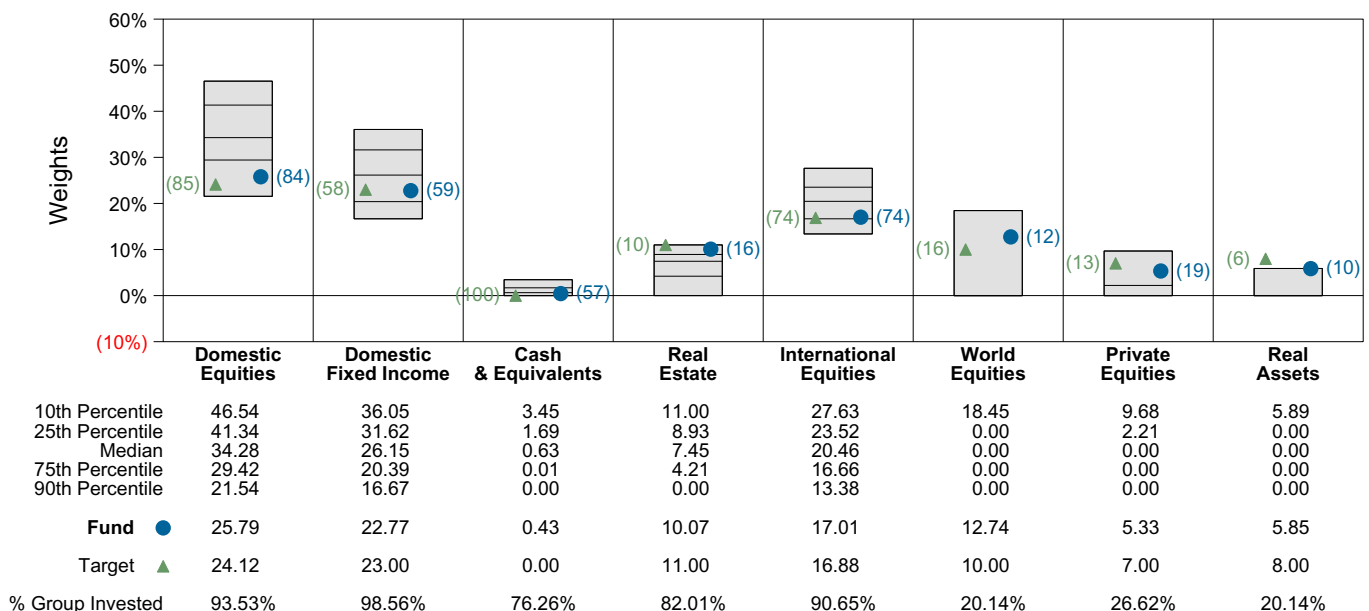 60%
50%
(84)
40%
30%
(85)
(58)
(59)
20%
(74)
(74)
10%
(10)
(16)
(16)
(12)
(13)
(19)
(6)
(10)
0%
(100)
(57)
(10%)
Weights
Domestic Equities
Domestic Fixed Income
Cash & Equivalents
Real Estate
International Equities
World Equities
Private Equities
Real Assets
10th Percentile 46.54 36.05 3.45 11.00 27.63 18.45 9.68 5.89
25th Percentile 41.34 31.62 1.69 8.93 23.52 0.00 2.21 0.00
Median 34.28 26.15 0.63 7.45 20.46 0.00 0.00 0.00
75th Percentile 29.42 20.39 0.01 4.21 16.66 0.00 0.00 0.00
90th Percentile 21.54 16.67 0.00 0.00 13.38 0.00 0.00 0.00
Fund 25.79 22.77 0.43 10.07 17.01 12.74 5.33 5.85
Target 24.12 23.00 0.00 11.00 16.88 10.00 7.00 8.00
% Group Invested 93.53% 98.56% 76.26% 82.01% 90.65% 20.14% 26.62% 20.14%